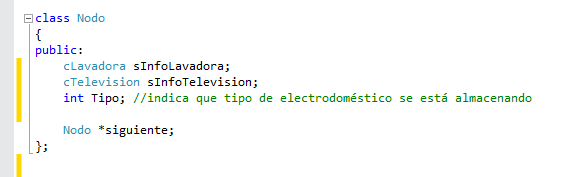 class Nodo
{
public:
cLavadora sInfoLavadora;
cTelevision sInfoTelevision;
int Tipo; //indica que tipo de electrodoméstico se está almacenando
Nodo *siguiente;
};